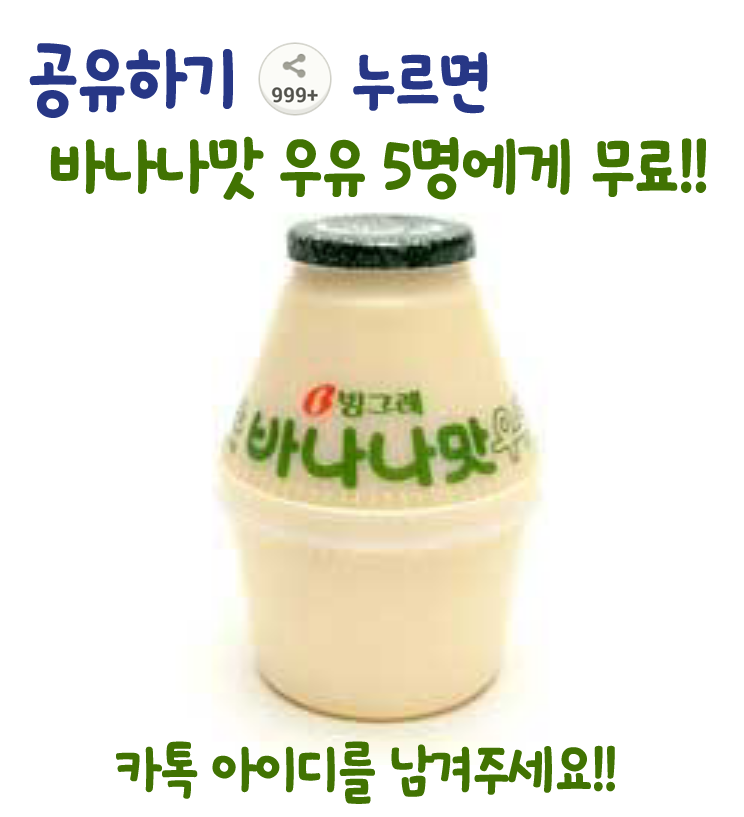 공유하기 999+ 누르면
바나나맛 우유 5명에게 무료!!
빙그레
바나나맛 우
카톡 아이디를 남겨주세요!!